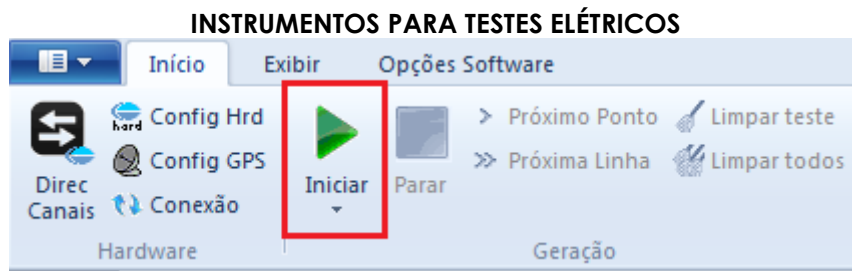 INSTRUMENTOS PARA TESTES ELÉTRICOS
Início Exibir Opções Software
Direc
Canais
hard
Config Hrd
Config GPS
Conexão
Hardware
Iniciar
Parar
Próximo Ponto
Próxima Linha
Limpar teste
Limpar todos
Geração